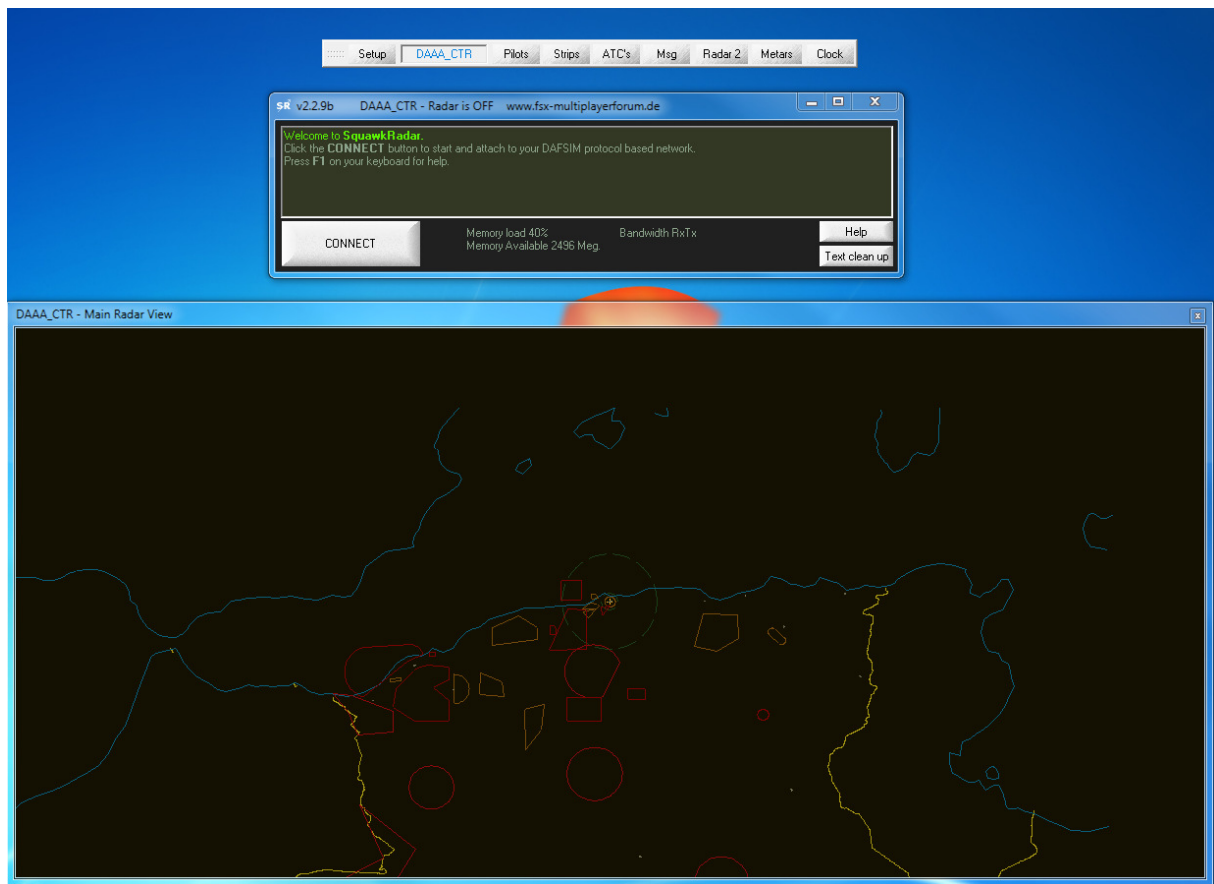 Setup DAAA_CTR Pilots Strips ATC's Msg Radar 2 Metars Clock
SR v2.2.9b DAAA_CTR - Radar is OFF www.fsx-multiplayerforum.de
Welcome to SquawkRadar.
Click the CONNECT button to start and attach to your DAFSIM protocol based network.
Press F1 on your keyboard for help.
CONNECT
Memory load 40% Bandwidth RxTx
Memory Available 2496 Meg.
Help
Text clean up
DAAA_CTR - Main Radar View